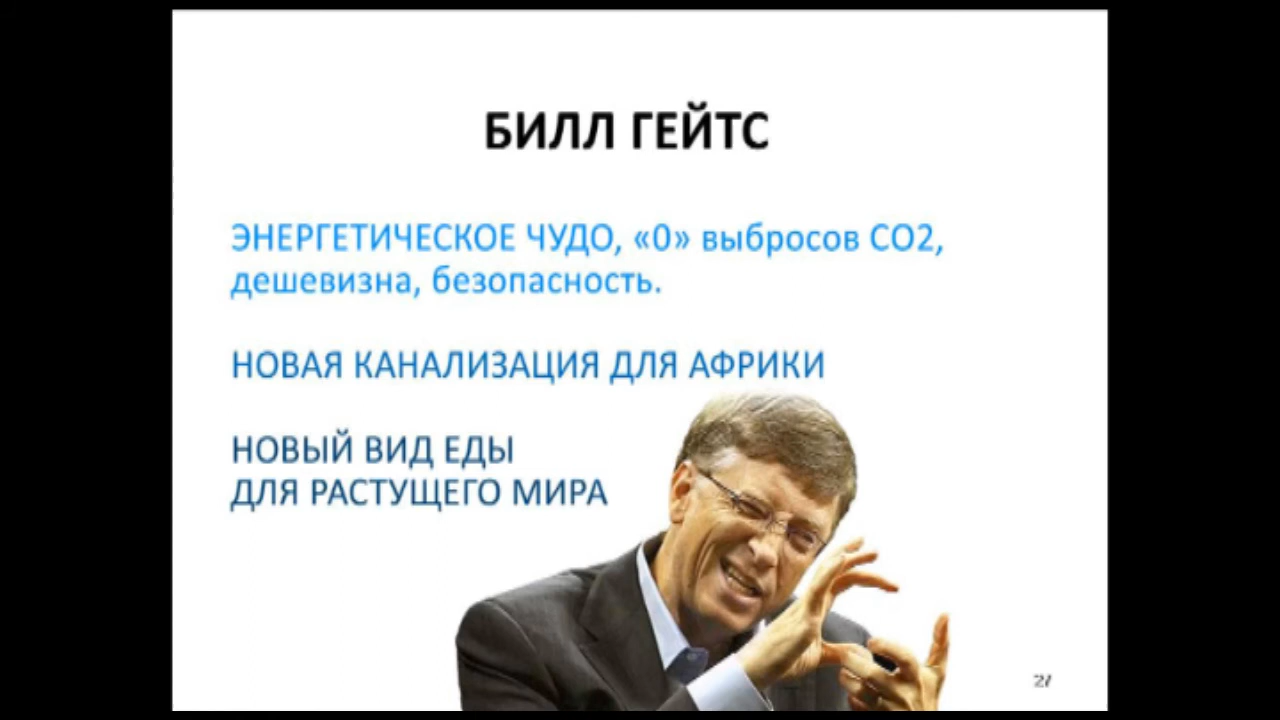 БИЛЛ ГЕЙТС
ЭНЕРГЕТИЧЕСКОЕ ЧУДО, «0» выбросов СО2,
дешевизна, безопасность.
НОВАЯ КАНАЛИЗАЦИЯ ДЛЯ АФРИКИ
НОВЫЙ ВИД ЕДЫ
ДЛЯ РАСТУЩЕГО МИРА
27